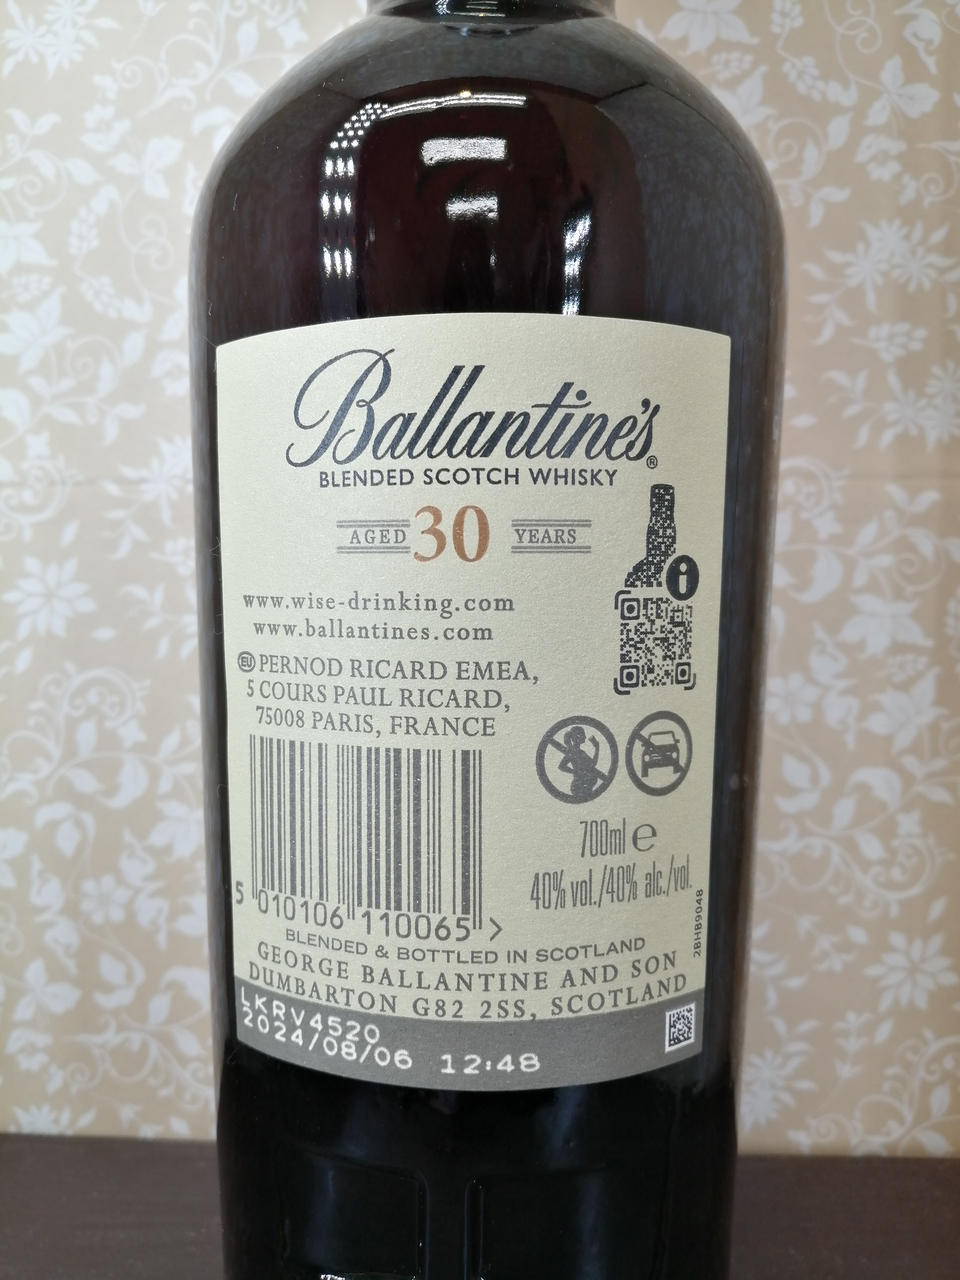 Ballantine's®
BLENDED SCOTCH WHISKY
AGED 30 YEARS
www.wise-drinking.com
www.ballantines.com
EU PERNOD RICARD EMEA,
5 COURS PAUL RICARD,
75008 PARIS, FRANCE
700ml e
40% vol./40% alc./vol.
2BHB9048
5 010106 110065 >
BLENDED & BOTTLED IN SCOTLAND
GEORGE BALLANTINE AND SON
DUMBARTON G82 2SS, SCOTLAND
LKRV4520
2024/08/06 12:48